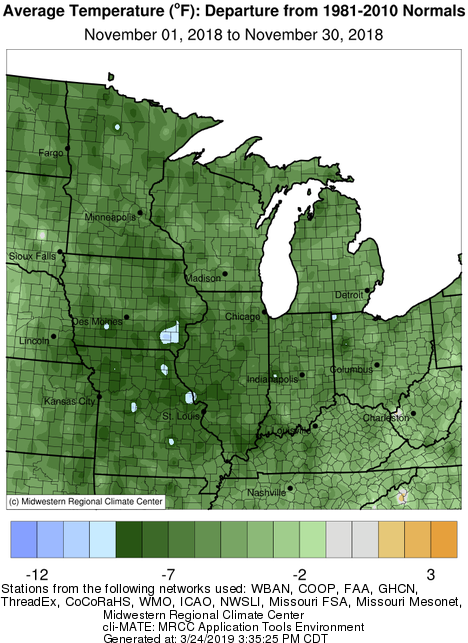 Average Temperature (°F): Departure from 1981-2010 Normals
November 01, 2018 to November 30, 2018
Fargo
Minneapolis
Sioux Falls
Madison
Detroit
Des Moines
Chicago
Lincoln
Indianapolis
Columbus
Kansas City
St. Louis
Charleston
Louisville
Nashville
(c) Midwestern Regional Climate Center
-12 -7 -2 3
Stations from the following networks used: WBAN, COOP, FAA, GHCN,
ThreadEx, CoCoRaHS, WMO, ICAO, NWSLI, Missouri FSA, Missouri Mesonet,
Midwestern Regional Climate Center
cli-MATE: MRCC Application Tools Environment
Generated at: 3/24/2019 3:35:25 PM CDT